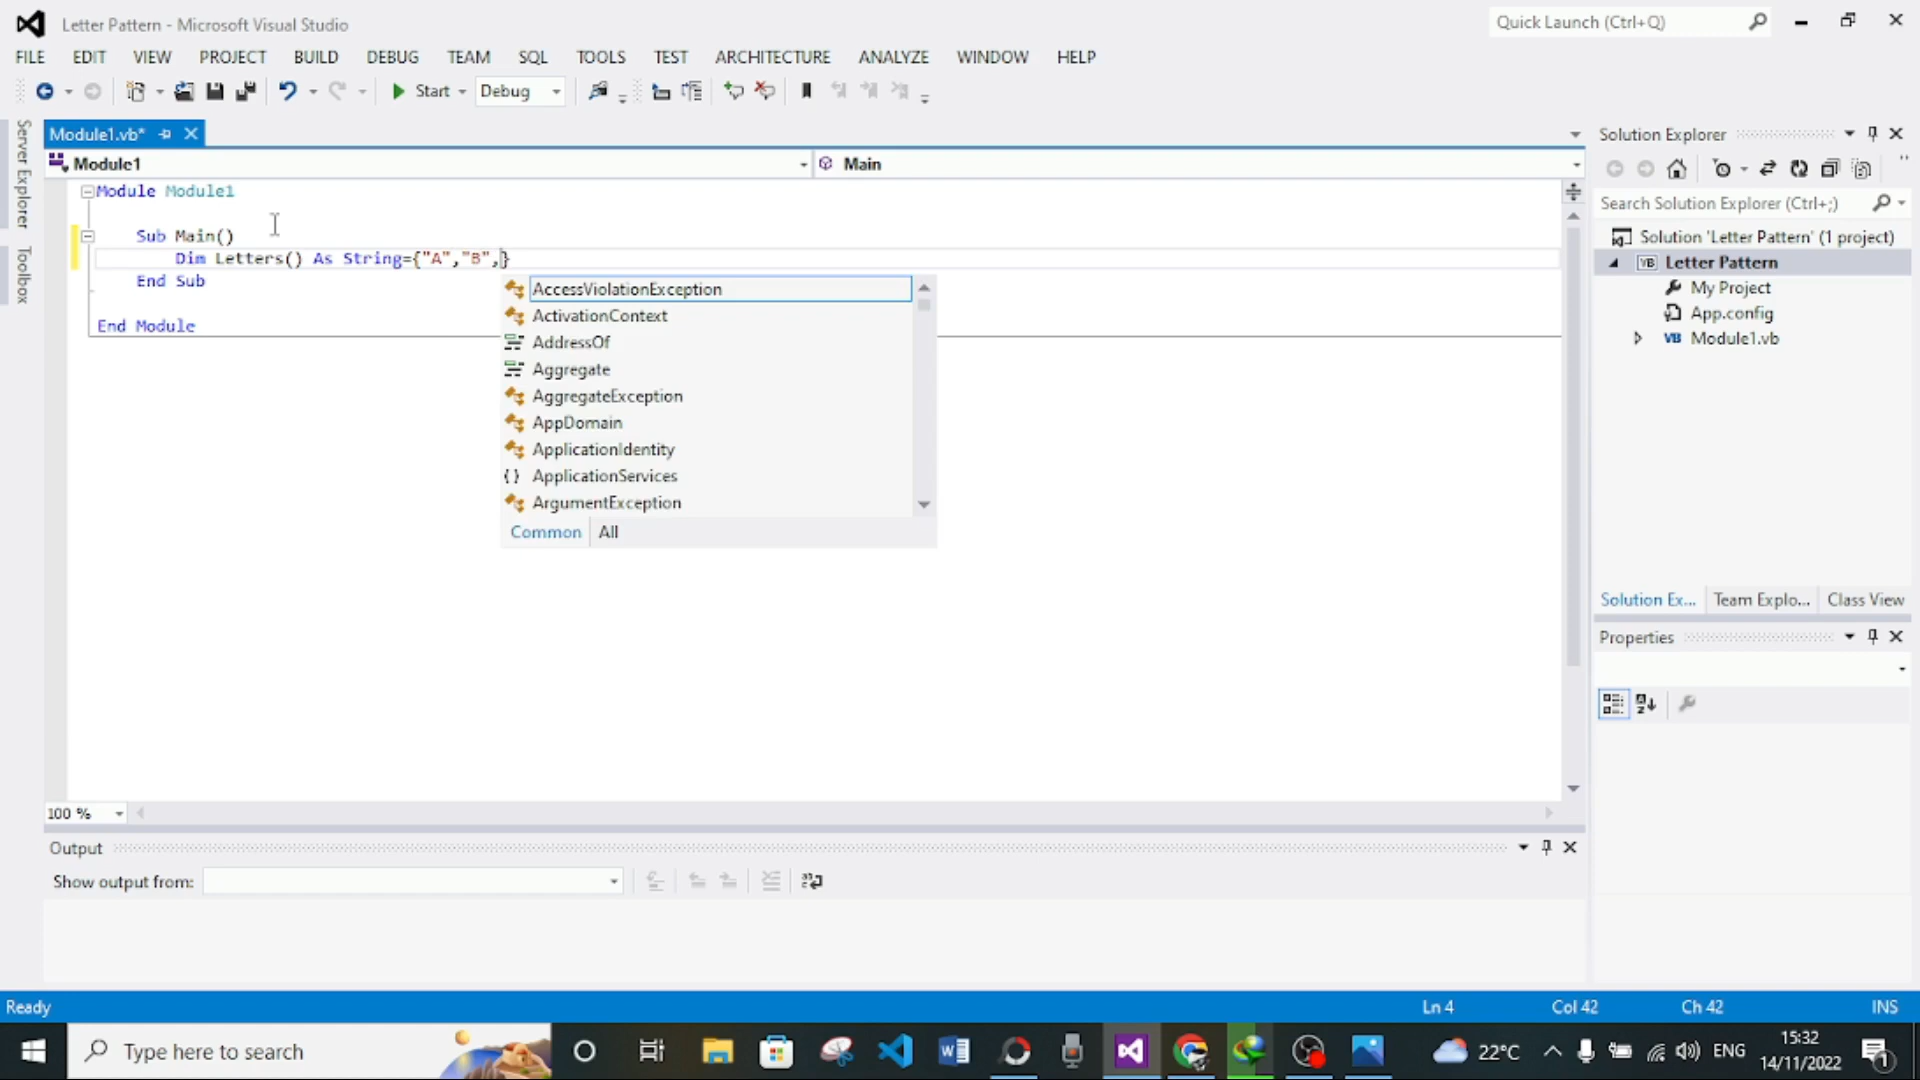 Letter Pattern - Microsoft Visual Studio
Quick Launch (Ctrl+Q)
FILE EDIT VIEW PROJECT BUILD DEBUG TEAM SQL TOOLS TEST ARCHITECTURE ANALYZE WINDOW HELP
Start Debug
Server Explorer
Toolbox
Module1.vb*
Module1
Main
Module Module1
Sub Main()
Dim Letters() As String={"A","B",}
End Sub
End Module
AccessViolationException
ActivationContext
AddressOf
Aggregate
AggregateException
AppDomain
ApplicationIdentity
ApplicationServices
ArgumentException
Common All
100 %
Output
Show output from:
Solution Explorer
Search Solution Explorer (Ctrl+;)
Solution 'Letter Pattern' (1 project)
Letter Pattern
My Project
App.config
Module1.vb
Solution Ex... Team Explo... Class View
Properties
Ready
Ln 4
Col 42
Ch 42
INS
Type here to search
22°C
ENG
15:32
14/11/2022
1